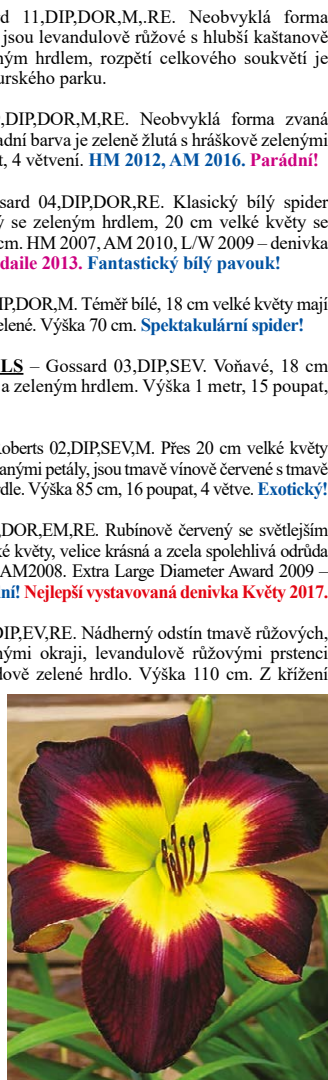 d 11,DIP,DOR,M,.RE. Neobvyklá forma
jsou levandulově růžové s hlubší kaštanově
ným hrdlem, rozpětí celkového soukvětí je
urského parku.
,DIP,DOR,M,RE. Neobvyklá forma zvaná
adní barva je zeleně žlutá s hráškově zelenými
t, 4 větvení. HM 2012, AM 2016. Parádní!
sard 04,DIP,DOR,RE. Klasický bílý spider
ý se zeleným hrdlem, 20 cm velké květy se
cm. HM 2007, AM 2010, L/W 2009 – denivka
daile 2013. Fantastický bílý pavouk!
IP,DOR,M. Téměř bílé, 18 cm velké květy mají
elené. Výška 70 cm. Spektakulární spider!
LS – Gossard 03,DIP,SEV. Voňavé, 18 cm
a zeleným hrdlem. Výška 1 metr, 15 poupat,
Roberts 02,DIP,SEV,M. Přes 20 cm velké květy
anými petály, jsou tmavě vínově červené s tmavě
rdle. Výška 85 cm, 16 poupat, 4 větve. Exotický!
,DOR,EM,RE. Rubínově červený se světlejším
ké květy, velice krásná a zcela spolehlivá odrůda
AM2008. Extra Large Diameter Award 2009 –
ní! Nejlepší vystavovaná denivka Květy 2017.
DIP,EV,RE. Nádherný odstín tmavě růžových,
nými okraji, levandulově růžovými prstenci
dově zelené hrdlo. Výška 110 cm. Z křížení